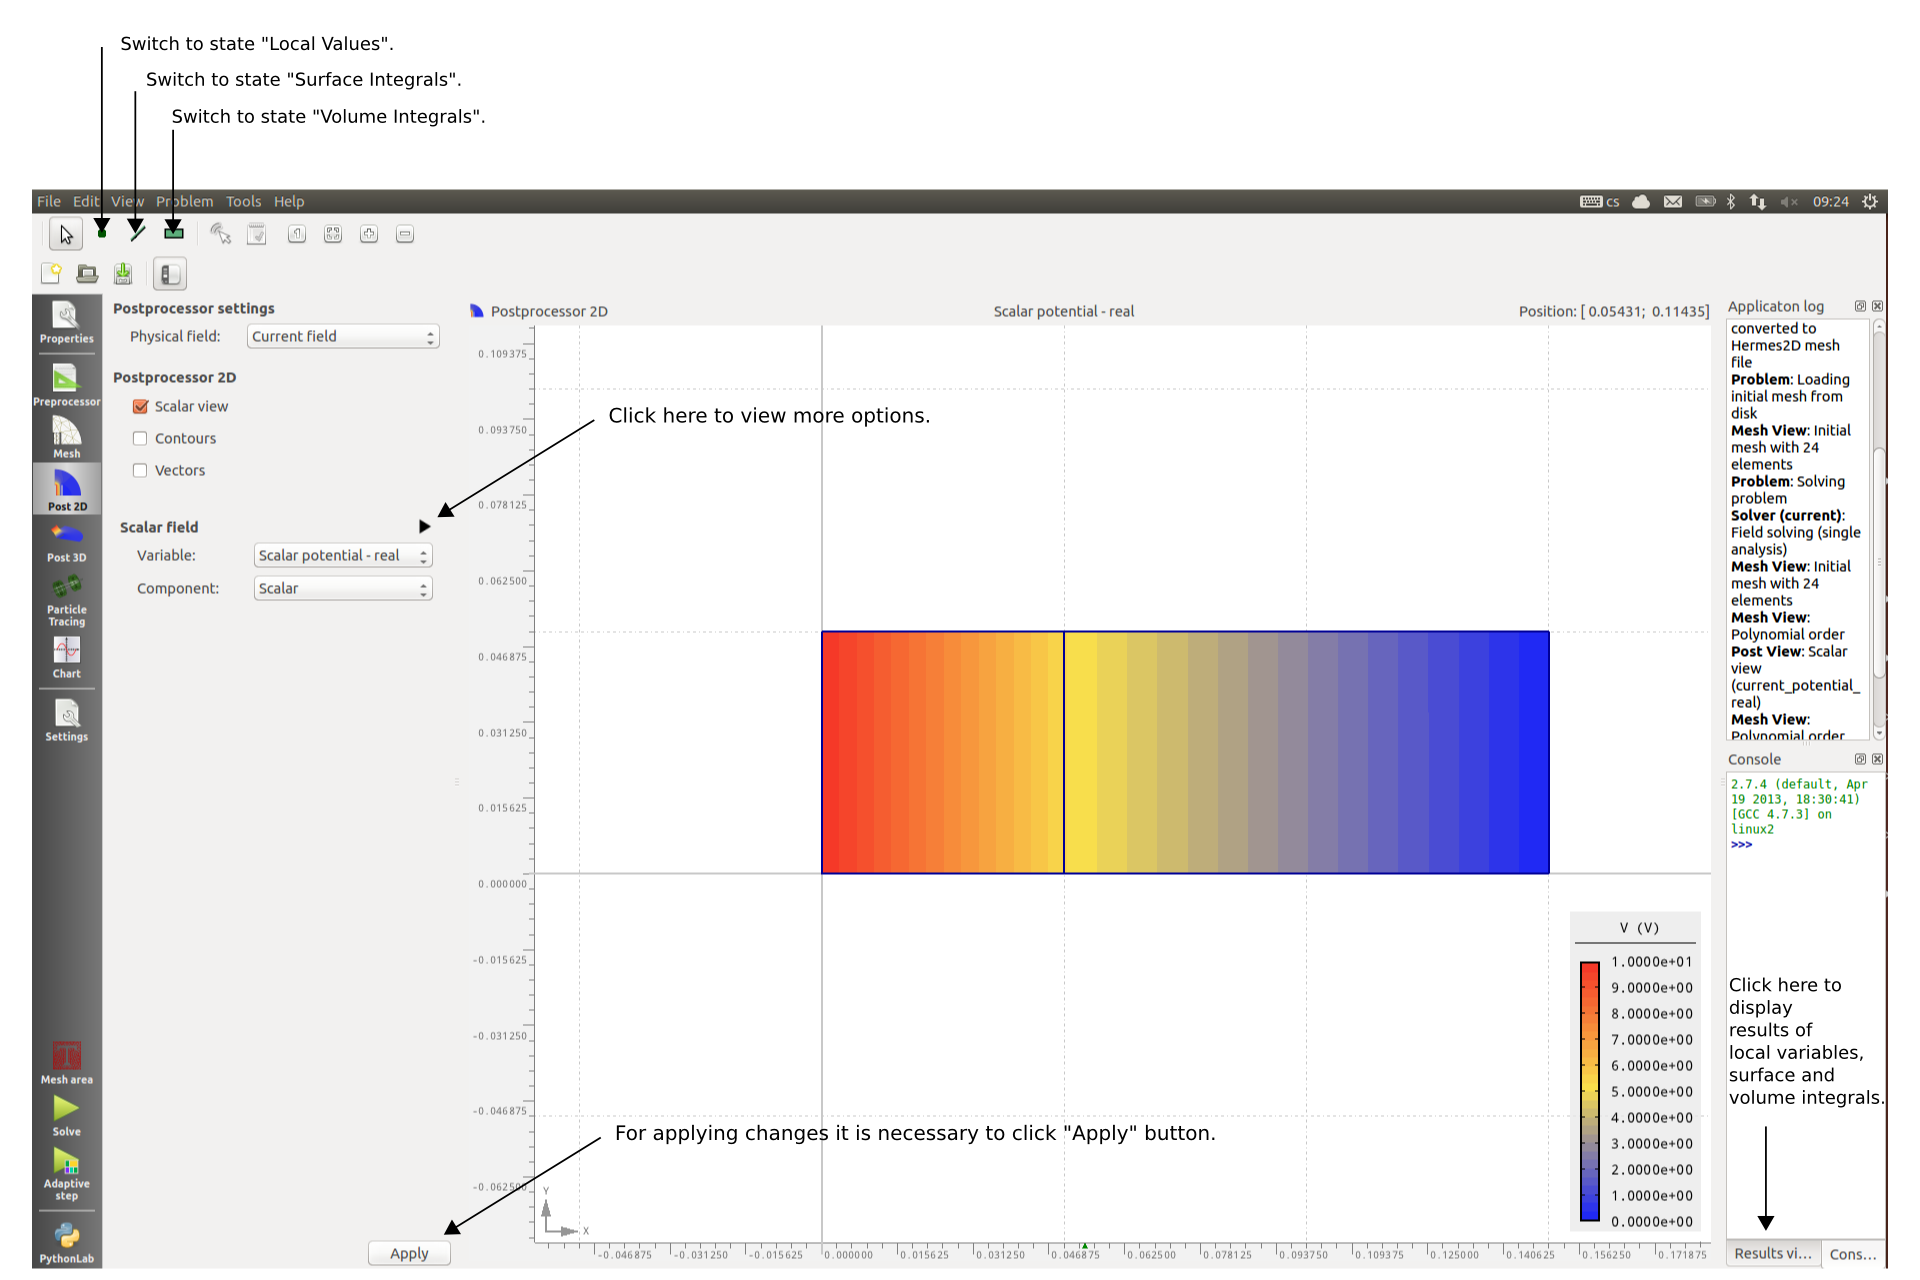 Switch to state "Local Values".
Switch to state "Surface Integrals".
Switch to state "Volume Integrals".
File Edit View Problem Tools Help
cs
09:24
Postprocessor settings
Physical field: Current field
Postprocessor 2D
Scalar view
Contours
Vectors
Scalar field
Variable: Scalar potential - real
Component: Scalar
Apply
Properties
Preprocessor
Mesh
Post 2D
Post 3D
Particle
Tracing
Chart
Settings
Mesh area
Solve
Adaptive
step
PythonLab
Postprocessor 2D
Scalar potential - real
Position: [ 0.05431; 0.11435]
Click here to view more options.
For applying changes it is necessary to click "Apply" button.
0.109375
0.093750
0.078125
0.062500
0.046875
0.031250
0.015625
0.000000
-0.015625
-0.031250
-0.046875
-0.062500
Y
X
-0.046875
-0.031250
-0.015625
0.000000
0.015625
0.031250
0.046875
0.062500
0.078125
0.093750
0.109375
0.125000
0.140625
0.156250
0.171875
V (V)
1.0000e+01
9.0000e+00
8.0000e+00
7.0000e+00
6.0000e+00
5.0000e+00
4.0000e+00
3.0000e+00
2.0000e+00
1.0000e+00
0.0000e+00
Applicaton log
converted to
Hermes2D mesh
file
Problem: Loading
initial mesh from
disk
Mesh View: Initial
mesh with 24
elements
Problem: Solving
problem
Solver (current):
Field solving (single
analysis)
Mesh View: Initial
mesh with 24
elements
Mesh View:
Polynomial order
Post View: Scalar
view
(current_potential_
real)
Mesh View:
Polynomial order
Console
2.7.4 (default, Apr
19 2013, 18:30:41)
[GCC 4.7.3] on
linux2
>>>
Click here to
display
results of
local variables,
surface and
volume integrals.
Results vi...
Cons...